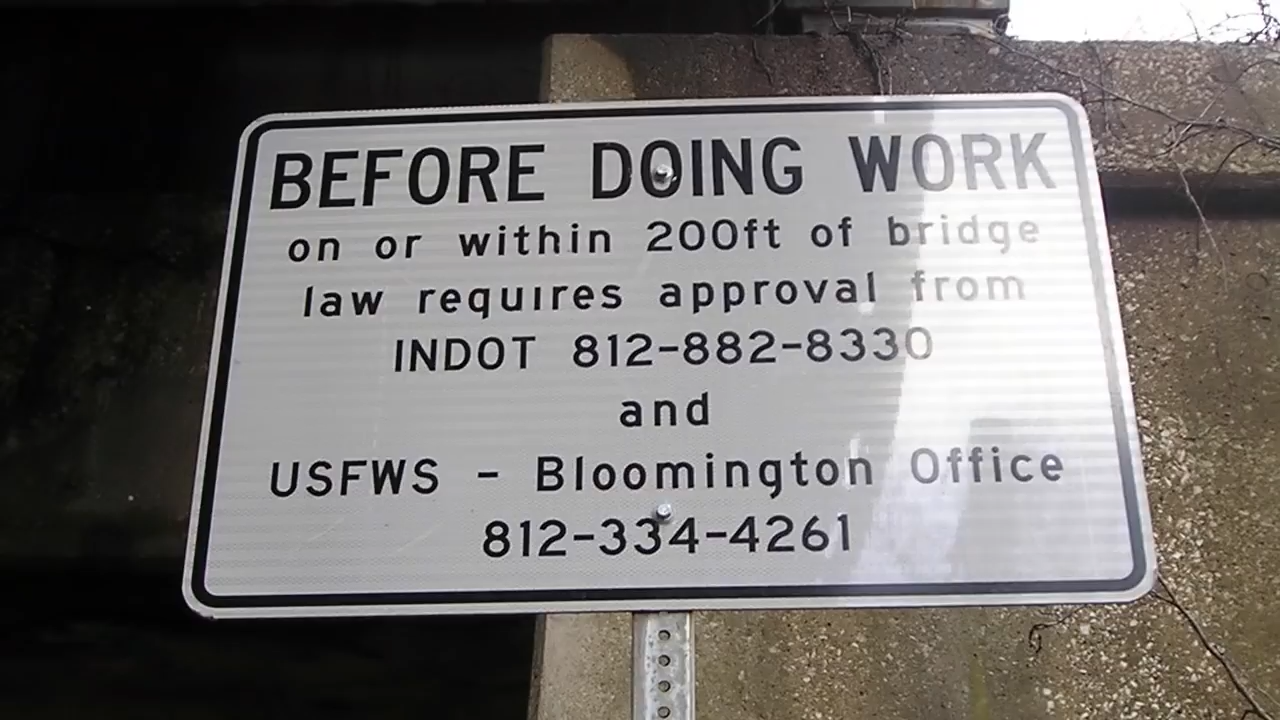 BEFORE DOING WORK
on or within 200ft of bridge
law requires approval from
INDOT 812-882-8330
and
USFWS - Bloomington Office
812-334-4261